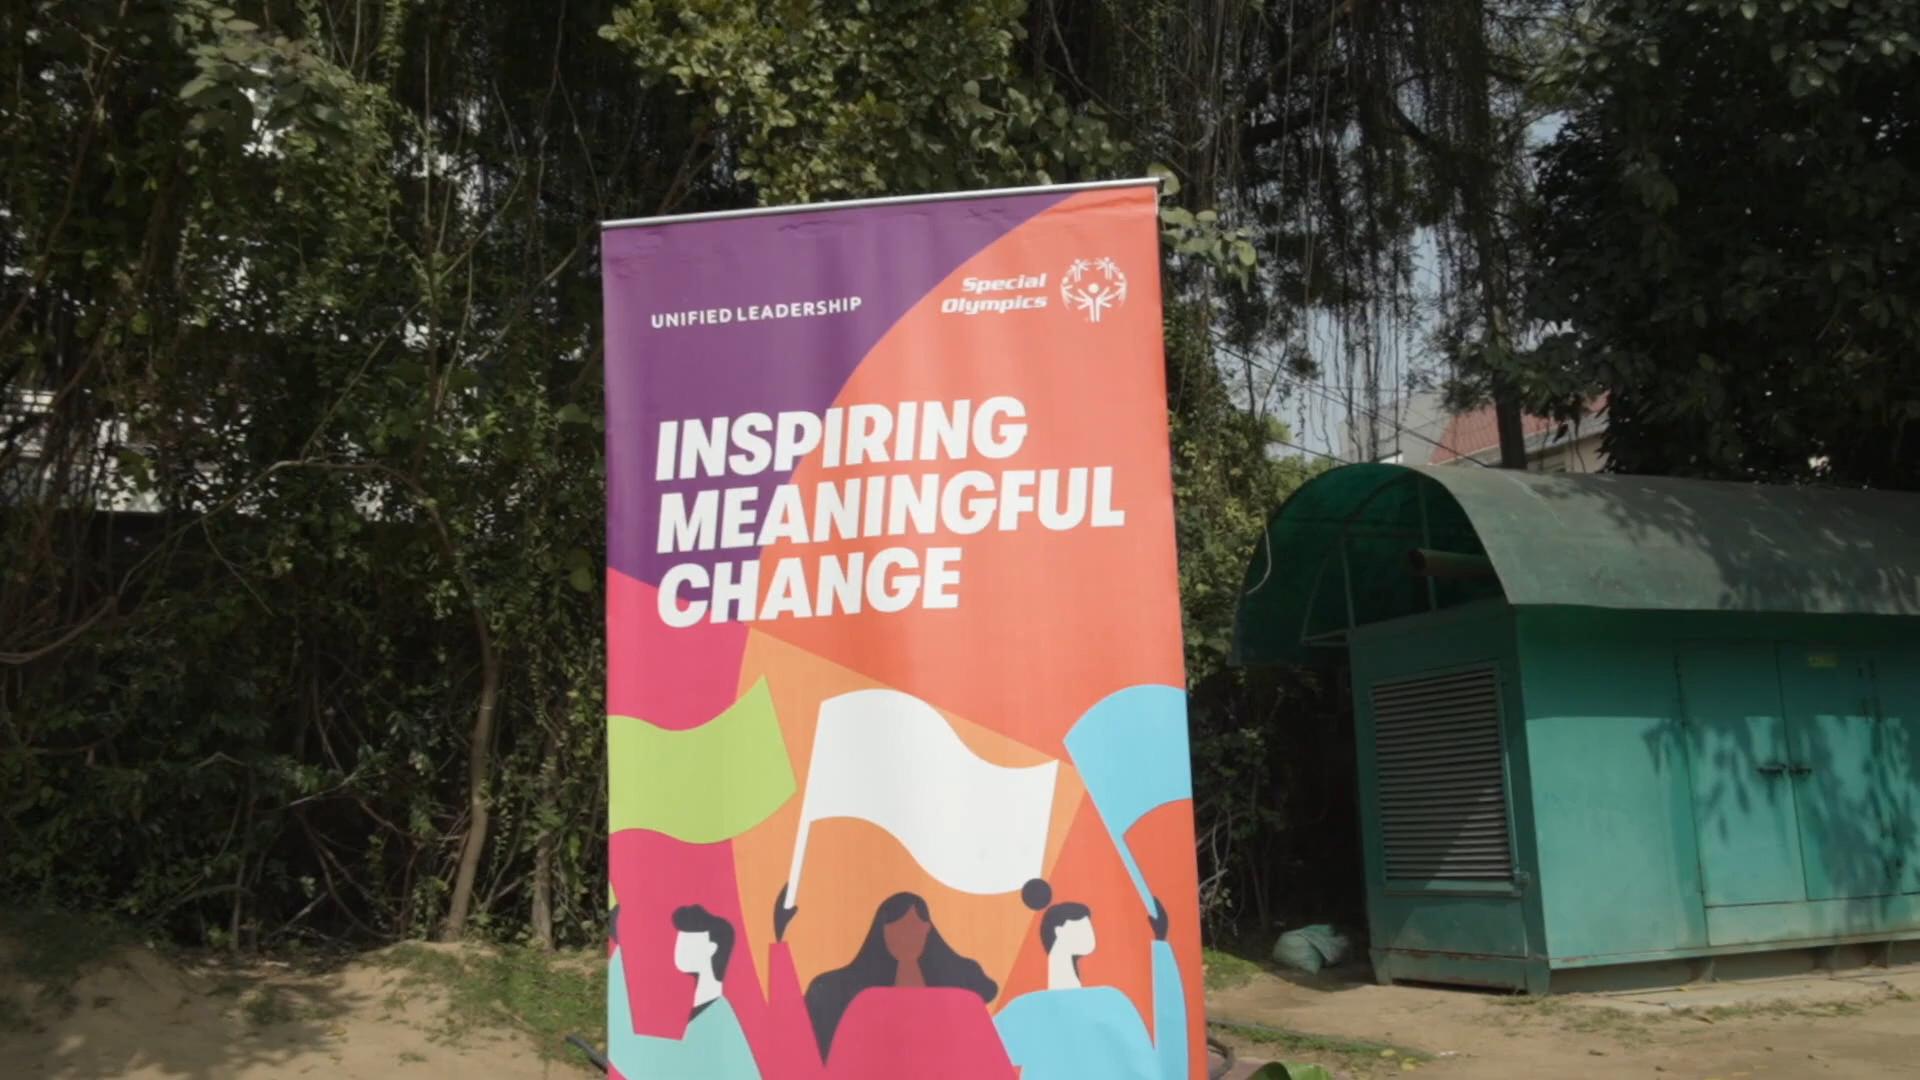 UNIFIED LEADERSHIP
Special
Olympics
INSPIRING
MEANINGFUL
CHANGE